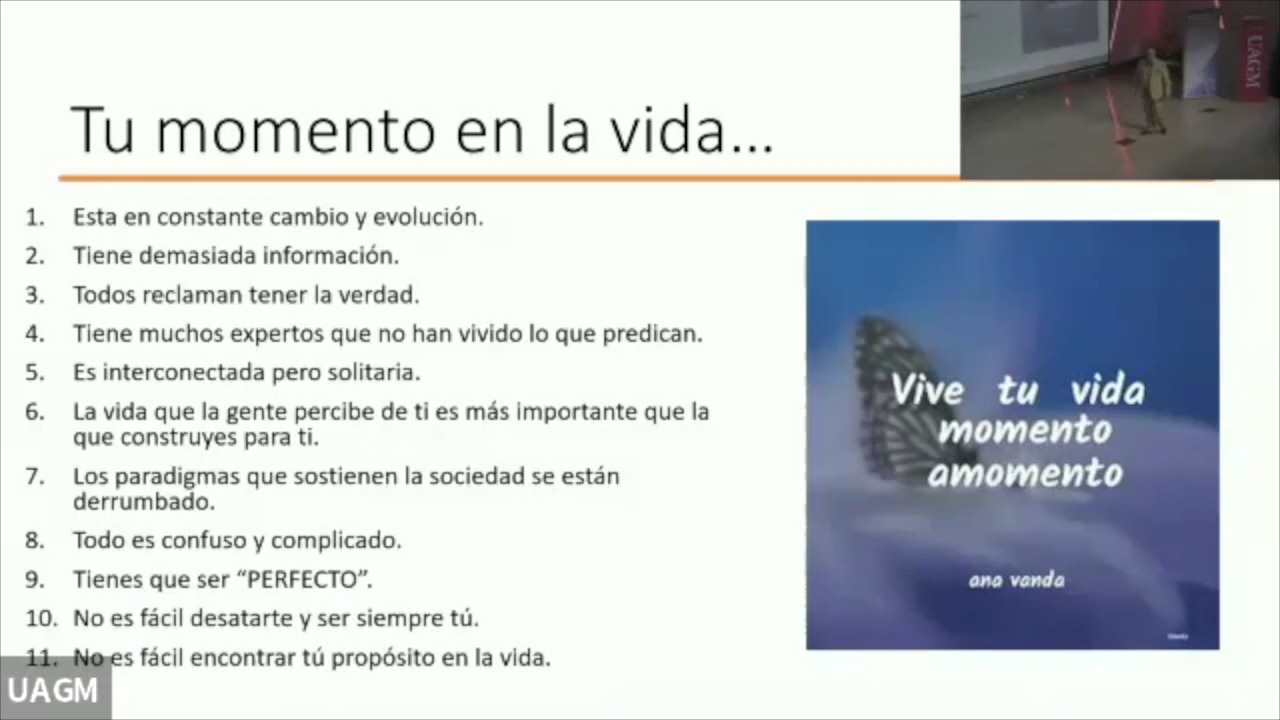 Tu momento en la vida...
1. Esta en constante cambio y evolución.
2. Tiene demasiada información.
3. Todos reclaman tener la verdad.
4. Tiene muchos expertos que no han vivido lo que predican.
5. Es interconectada pero solitaria.
6. La vida que la gente percibe de ti es más importante que la
que construyes para ti.
7. Los paradigmas que sostienen la sociedad se están
derrumbado.
8. Todo es confuso y complicado.
9. Tienes que ser “PERFECTO”.
10. No es fácil desatarte y ser siempre tú.
11. No es fácil encontrar tú propósito en la vida.
Vive tu vida
momento
amomento
ana vanda
UAGM
UAGM